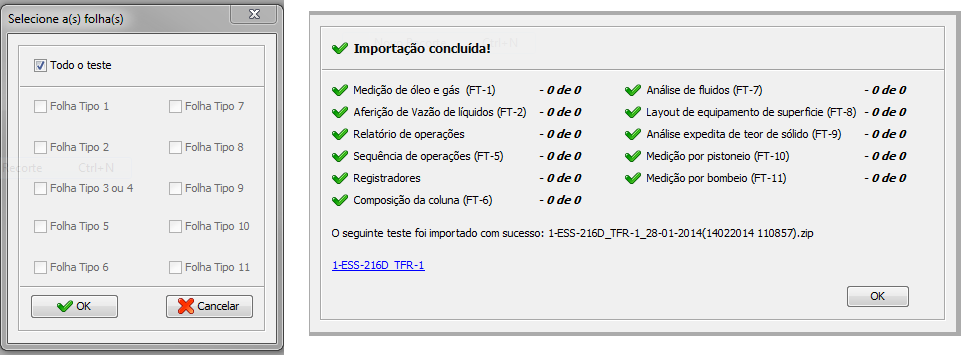 Selecione a(s) folha(s)
Todo o teste
Folha Tipo 1
Folha Tipo 7
Folha Tipo 2
Folha Tipo 8
Recorte Ctrl+N
Folha Tipo 3 ou 4
Folha Tipo 9
Folha Tipo 5
Folha Tipo 10
Folha Tipo 6
Folha Tipo 11
OK
Cancelar
Ctrl+N
Importação concluída!
Medição de óleo e gás (FT-1) - 0 de 0
Aferição de Vazão de líquidos (FT-2) - 0 de 0
Relatório de operações - 0 de 0
Sequência de operações (FT-5) - 0 de 0
Registradores - 0 de 0
Composição da coluna (FT-6) - 0 de 0
Análise de fluidos (FT-7) - 0 de 0
Layout de equipamento de superfície (FT-8) - 0 de 0
Análise expedita de teor de sólido (FT-9) - 0 de 0
Medição por pistoneio (FT-10) - 0 de 0
Medição por bombeio (FT-11) - 0 de 0
O seguinte teste foi importado com sucesso: 1-ESS-216D_TFR-1_28-01-2014(14022014 110857).zip
1-ESS-216D_TFR-1
OK